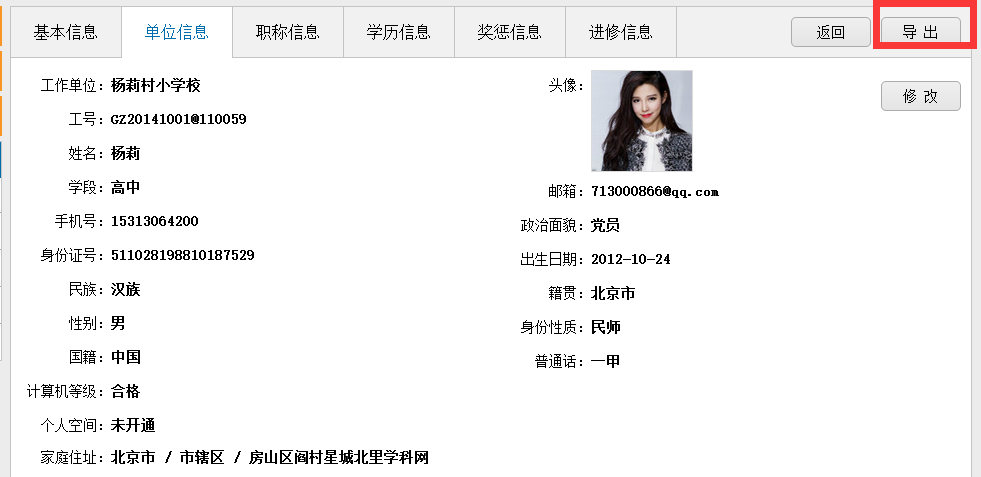 基本信息 单位信息 职称信息 学历信息 奖惩信息 进修信息 返回 导 出
工作单位：杨莉村小学校
工号：GZ20141001@110059
姓名：杨莉
学段：高中
手机号：15313064200
身份证号：511028198810187529
民族：汉族
性别：男
国籍：中国
计算机等级：合格
个人空间：未开通
家庭住址：北京市 / 市辖区 / 房山区阎村星城北里学科网
头像：
邮箱：713000866@qq.com
政治面貌：党员
出生日期：2012-10-24
籍贯：北京市
身份性质：民师
普通话：一甲
修 改